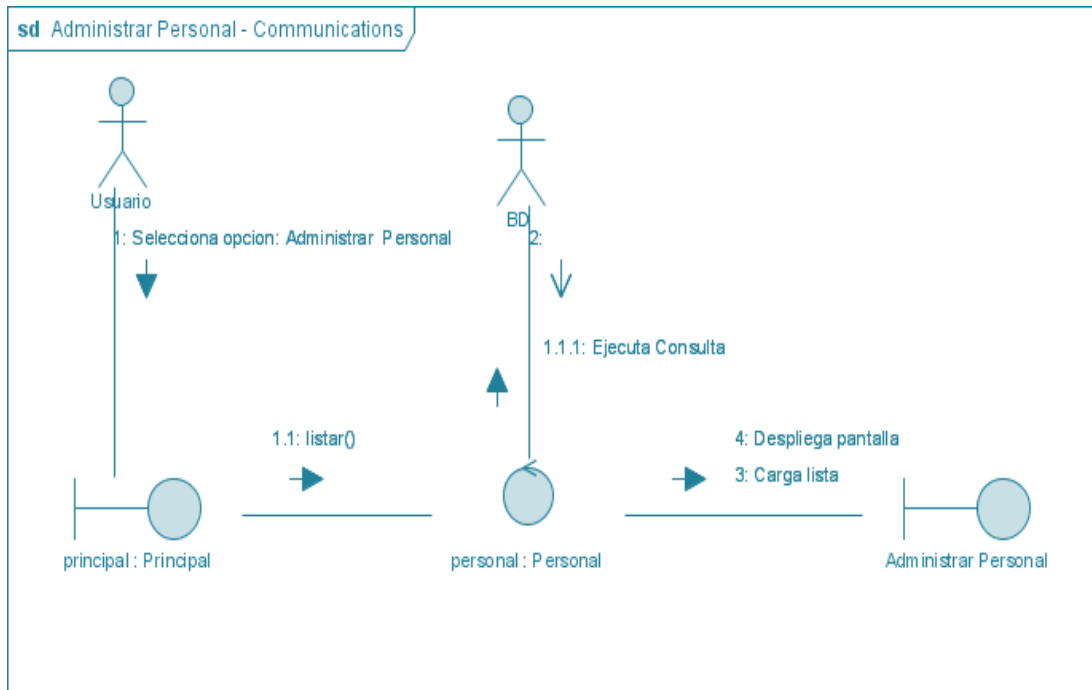 sd Administrar Personal - Communications
Usuario
BD
1: Selecciona opcion: Administrar Personal
2:
1.1.1: Ejecuta Consulta
1.1: listar()
4: Despliega pantalla
3: Carga lista
principal : Principal
personal : Personal
Administrar Personal